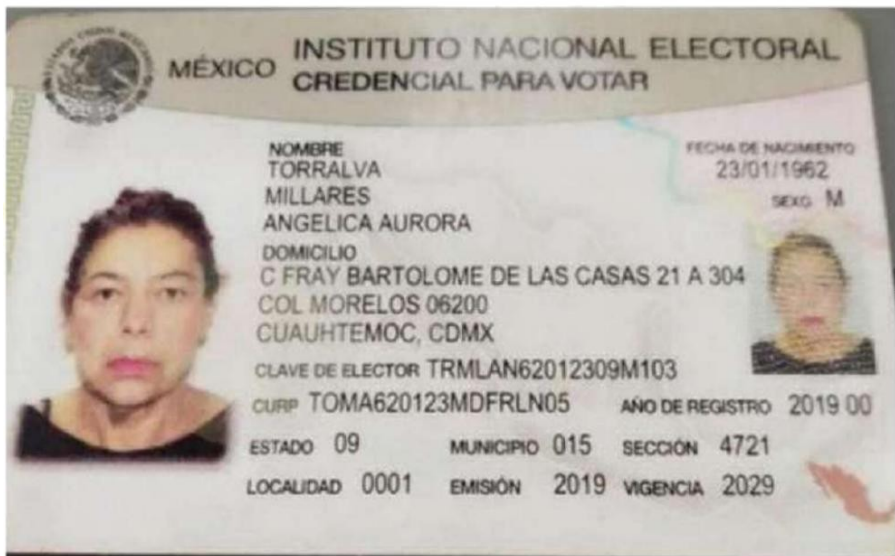 MÉXICO INSTITUTO NACIONAL ELECTORAL
CREDENCIAL PARA VOTAR
NOMBRE
TORRALVA
MILLARES
ANGELICA AURORA
FECHA DE NACIMIENTO
23/01/1962
SEXO M
DOMICILIO
C FRAY BARTOLOME DE LAS CASAS 21 A 304
COL MORELOS 06200
CUAUHTEMOC, CDMX
CLAVE DE ELECTOR TRMLAN62012309M103
CURP TOMA620123MDFRLN05 AÑO DE REGISTRO 2019 00
ESTADO 09 MUNICIPIO 015 SECCIÓN 4721
LOCALIDAD 0001 EMISIÓN 2019 VIGENCIA 2029